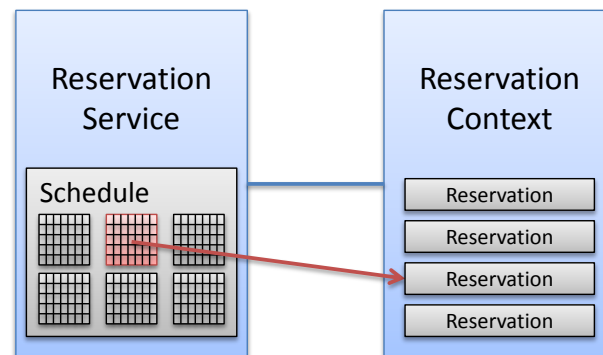 Reservation
Service
Schedule
Reservation
Context
Reservation
Reservation
Reservation
Reservation